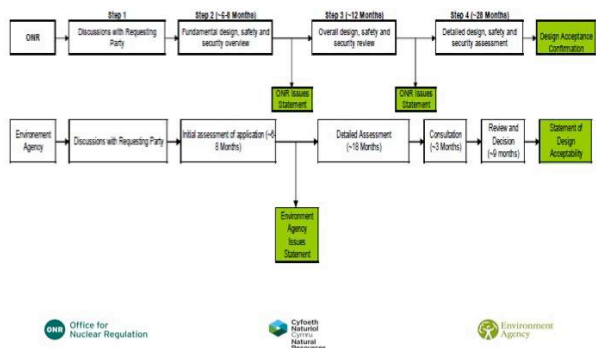 Step 1
Step 2 (~6-8 Months)
Step 3 (~12 Months)
Step 4 (~28 Months)
ONR
Discussions with Requesting
Party
Fundamental design, safety and
security overview
Overall design, safety and
security review
Detailed design, safety and
security assessment
Design Acceptance
Confirmation
ONR Issues
Statement
ONR Issues
Statement
Environement
Agency
Discussions with Requesting Party
Initial assessment of application (~6-
8 Months)
Detailed Assessment
(~18 Months)
Consultation
(~3 Months)
Review and
Decision
(~9 months)
Statement of
Design
Acceptability
Environment
Agency
Issues
Statement
ONR
Office for
Nuclear Regulation
Cyfoeth
Naturiol
Cymru
Natural
Resources
Environment
Agency